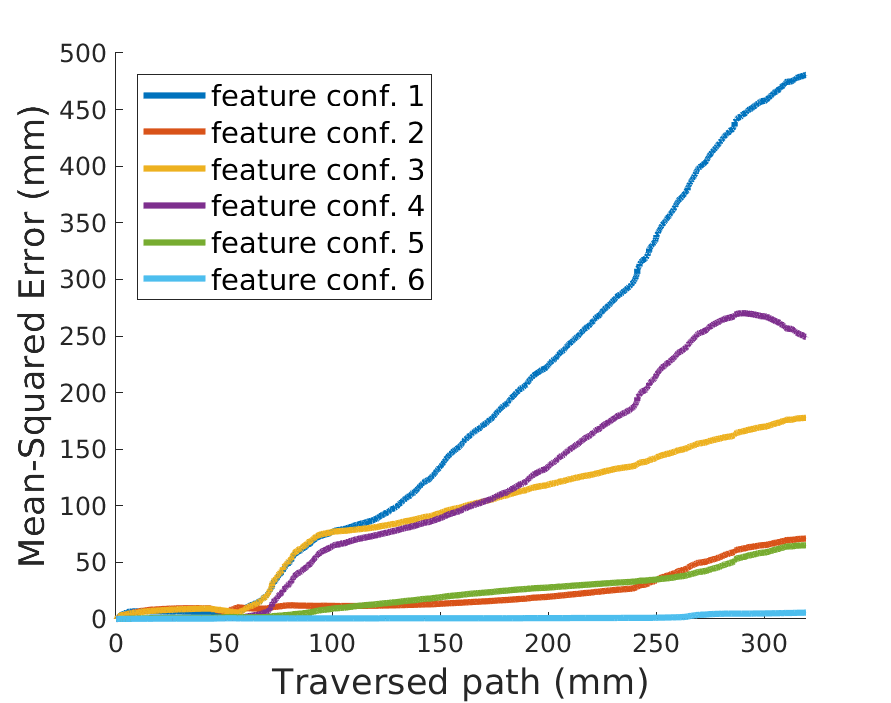 500
450
400
350
300
250
200
150
100
50
0
Mean-Squared Error (mm)
feature conf. 1
feature conf. 2
feature conf. 3
feature conf. 4
feature conf. 5
feature conf. 6
0 50 100 150 200 250 300
Traversed path (mm)